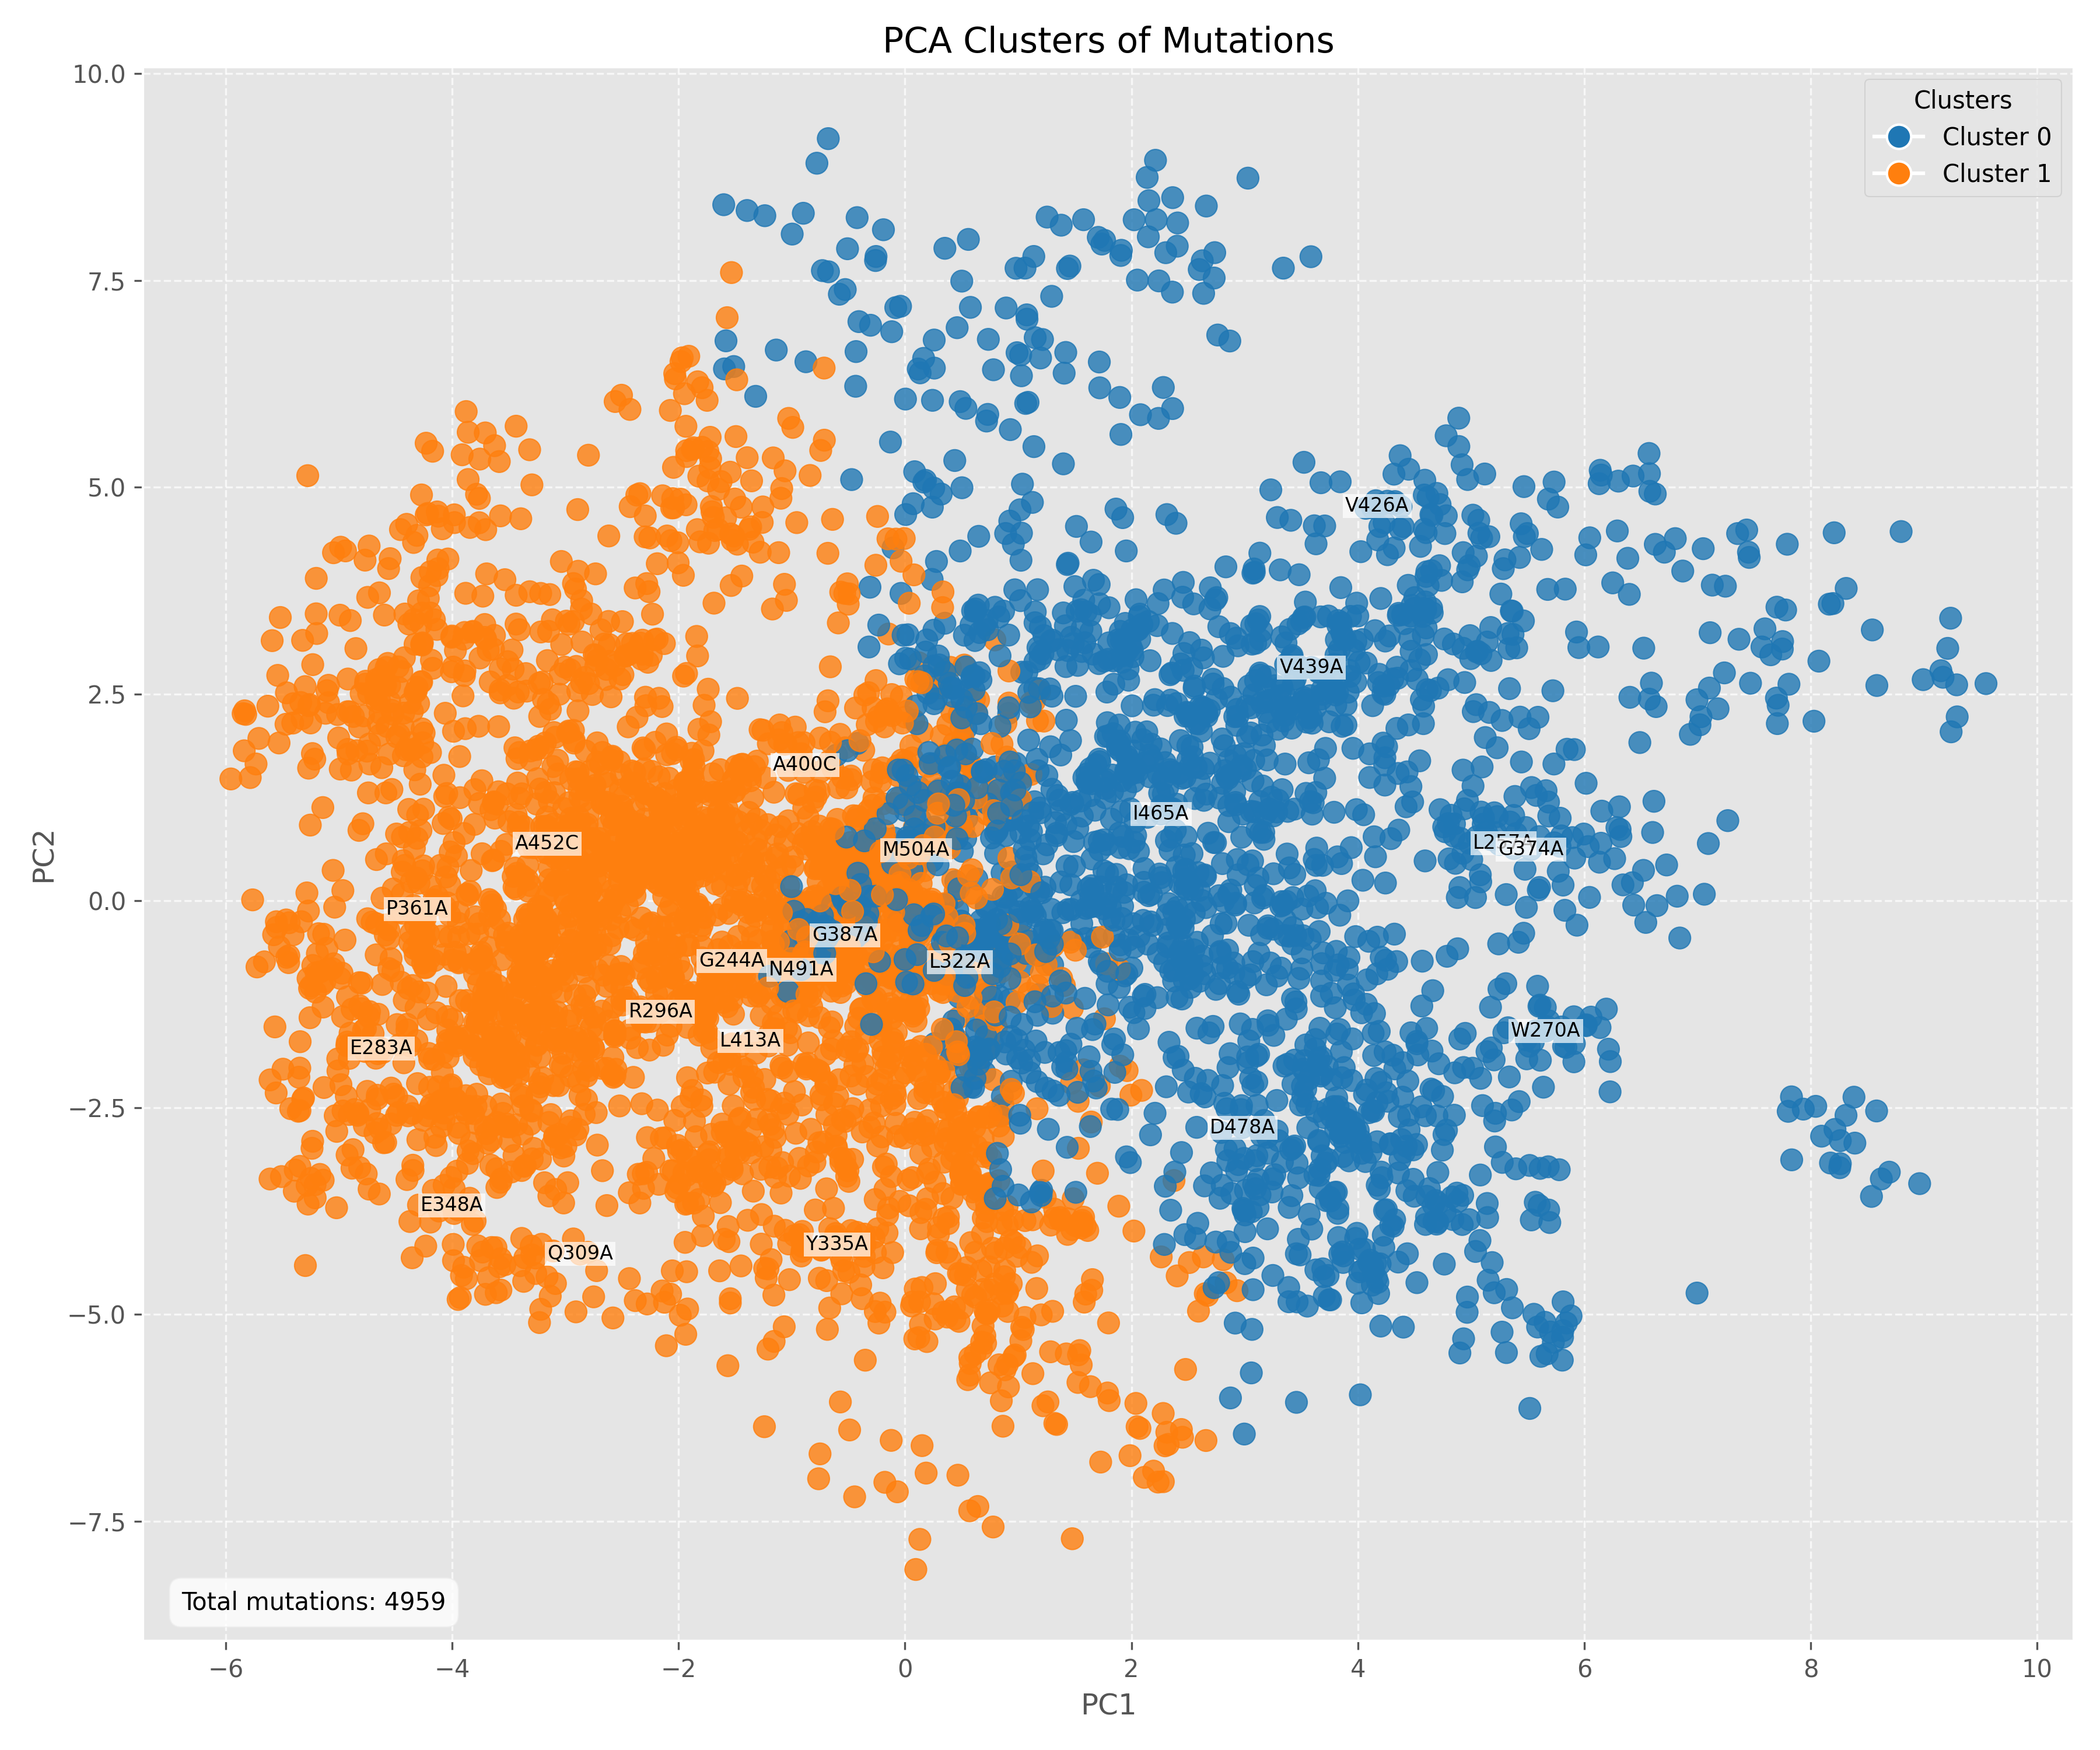 PCA Clusters of Mutations
10.0
7.5
5.0
2.5
0.0
−2.5
−5.0
−7.5
PC2
Clusters
Cluster 0
Cluster 1
V426A
V439A
A400C
I465A
A452C
M504A
L257A
G374A
P361A
G387A
G244A
N491A
L322A
R296A
L413A
W270A
E283A
D478A
E348A
Q309A
Y335A
Total mutations: 4959
−6
−4
−2
0
2
4
6
8
10
PC1